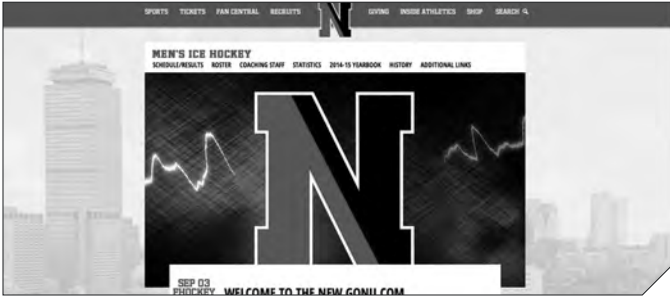 SPORTS TICKETS FAN CENTRAL RECRUITS N GIVING INSIDE ATHLETICS SHOP SEARCH
MEN'S ICE HOCKEY
SCHEDULE/RESULTS ROSTER COACHING STAFF STATISTICS 2014-15 YEARBOOK HISTORY ADDITIONAL LINKS
N
SEP 03
WELCOME TO THE NEW GONU.COM